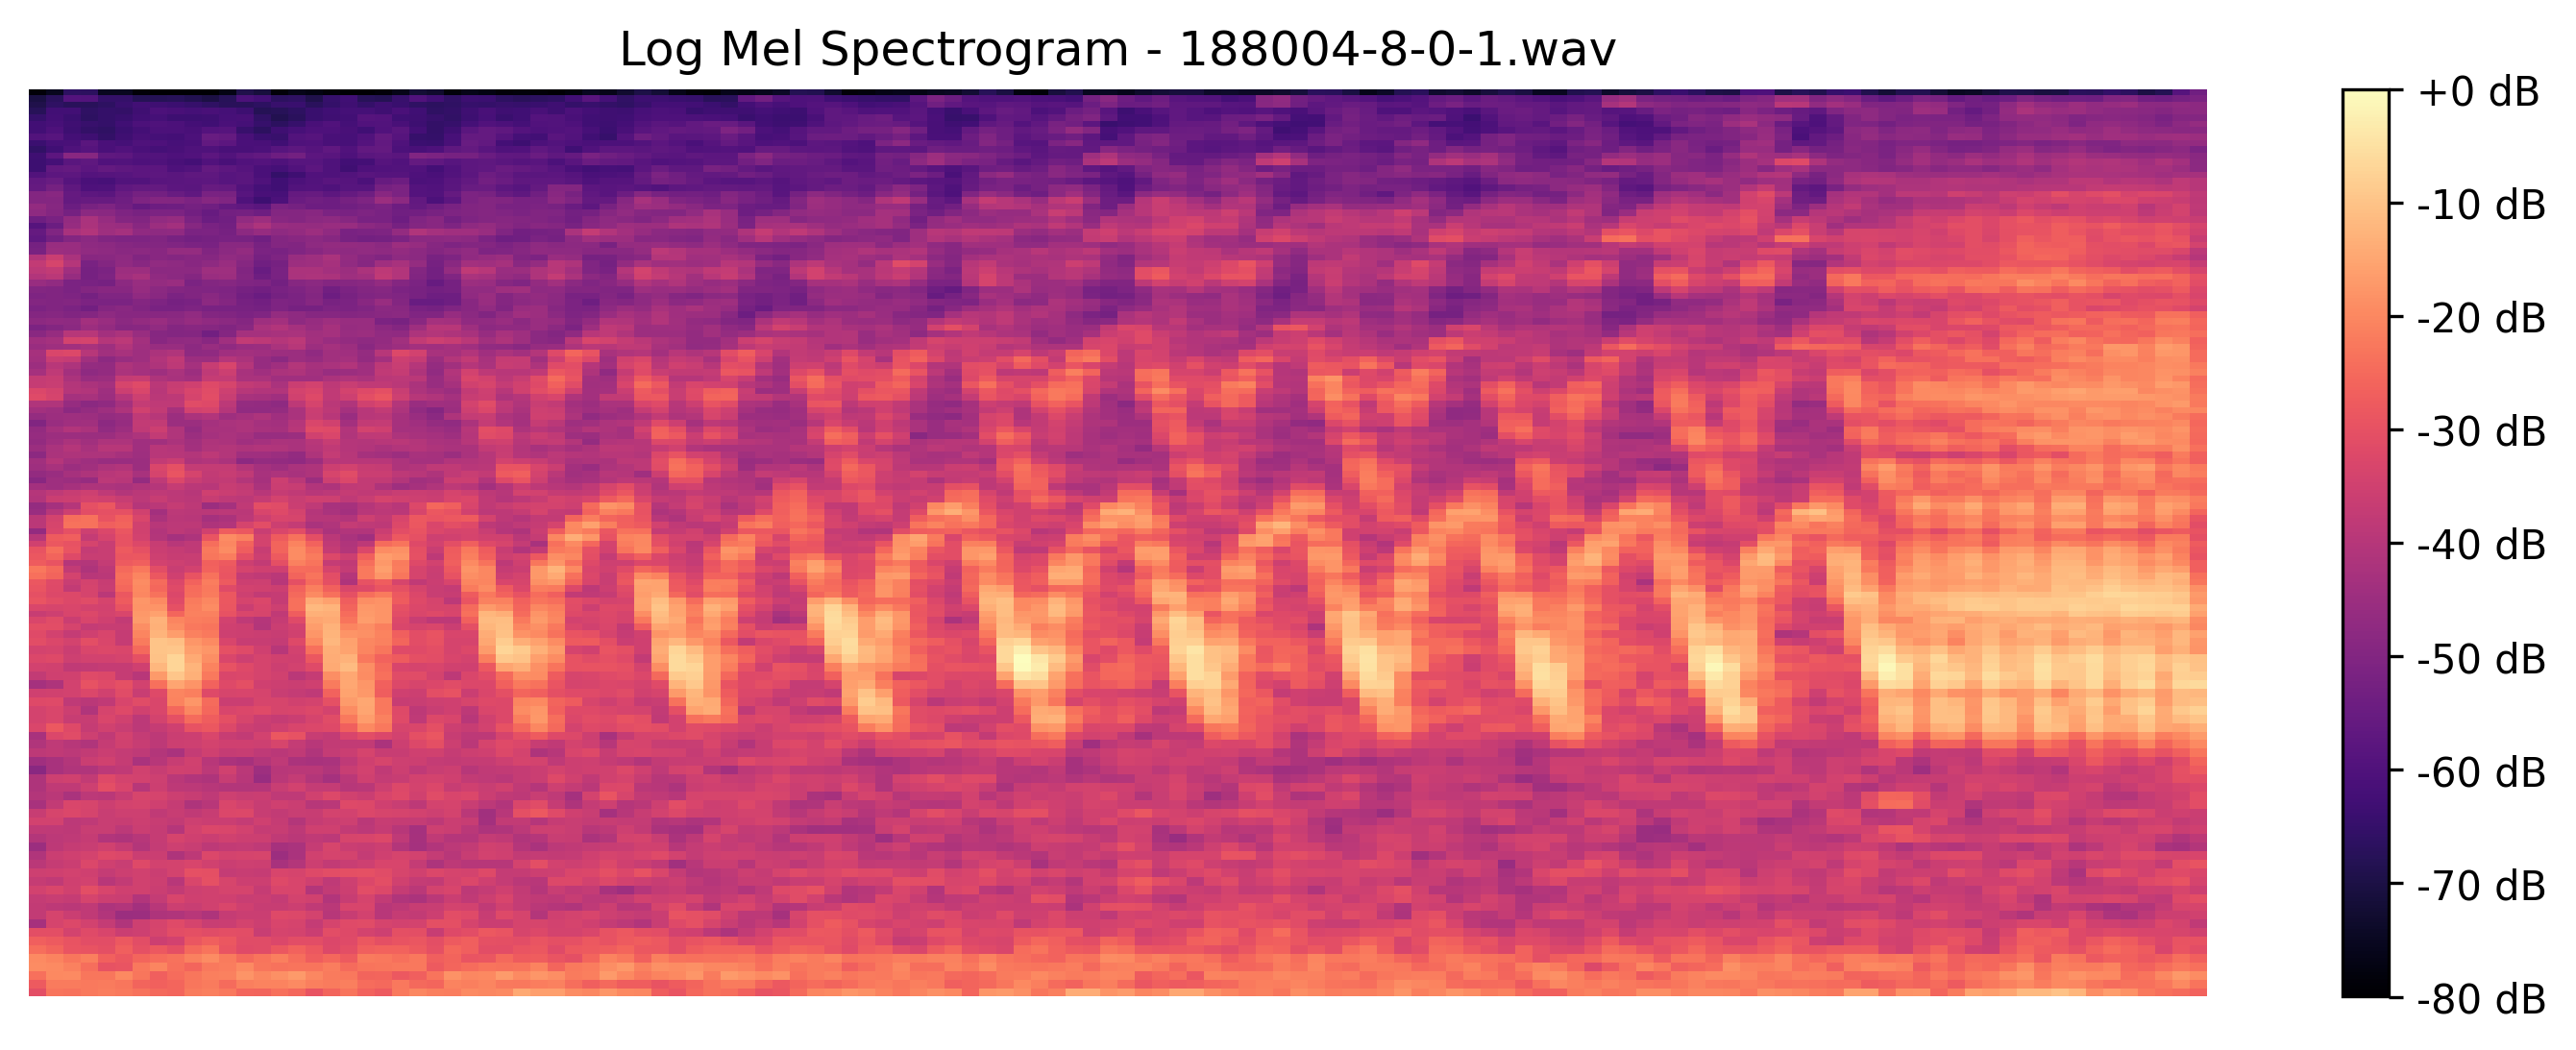 Log Mel Spectrogram - 188004-8-0-1.wav
+0 dB
-10 dB
-20 dB
-30 dB
-40 dB
-50 dB
-60 dB
-70 dB
-80 dB